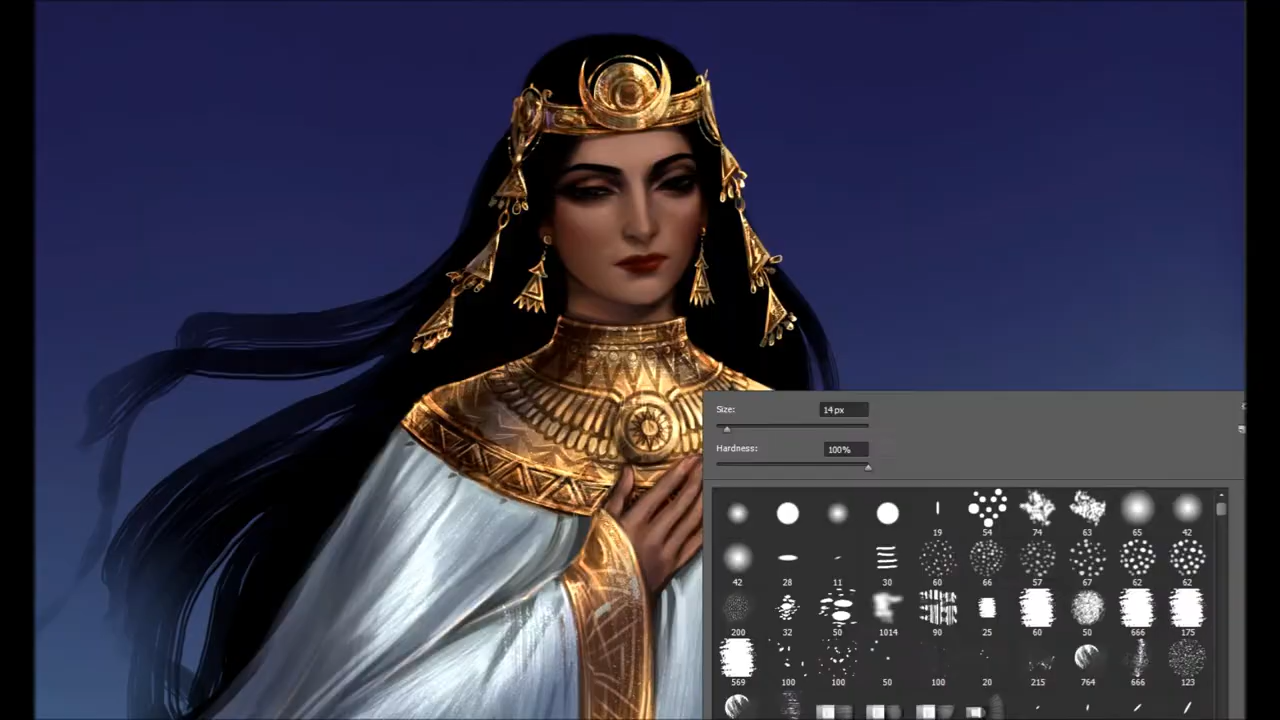 Size: 14 px
Hardness: 100%
19 54 74 63 65 42
42 28 11 30 60 66 57 67 62 62
200 32 50 1014 90 25 60 50 666 175
569 100 100 50 100 20 215 764 666 123